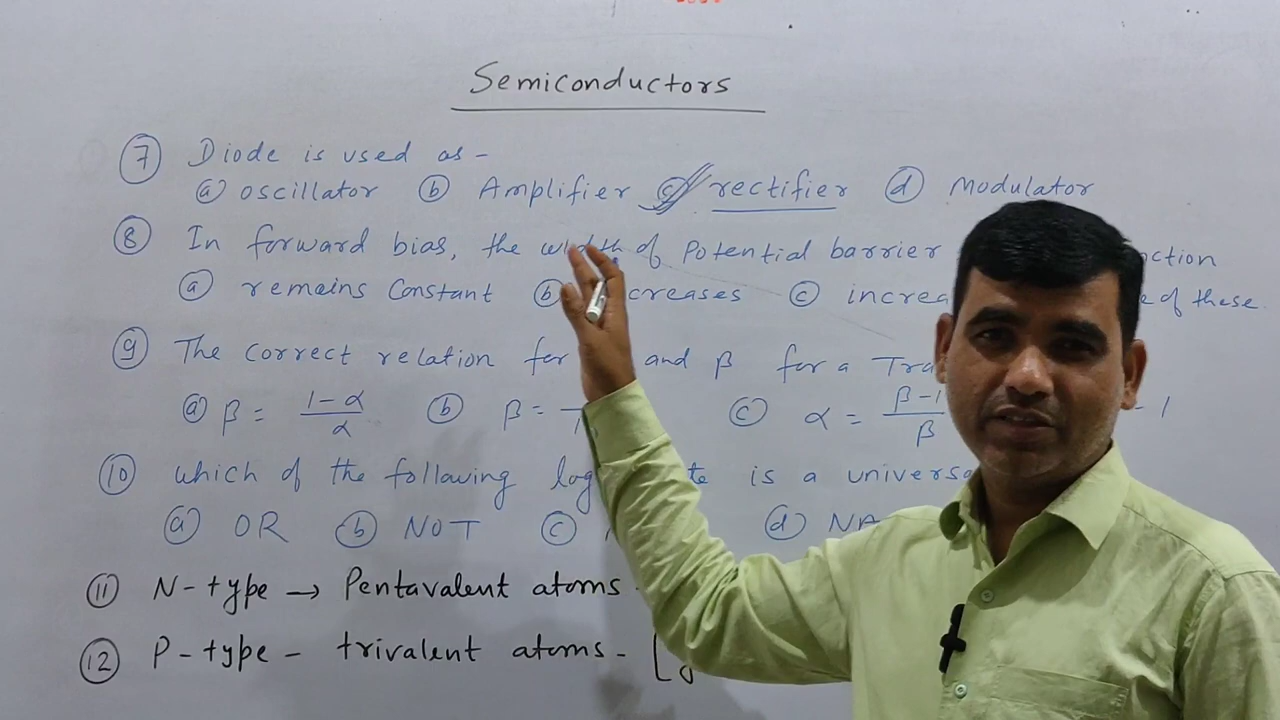 Semiconductors
⑦ Diode is used as -
ⓐ oscillator ⓑ Amplifier ⓒ rectifier ⓓ Modulator
⑧ In forward bias, the width of Potential barrier
ⓐ remains Constant ⓑ creases ⓒ increa of these
⑨ The correct relation for and β for a Tra
ⓐ β = (1-α)/α ⓑ β = ⓒ α = (β-1)/β - 1
⑩ which of the following log te is a universa
ⓐ OR ⓑ NOT ⓒ ⓓ NA
⑪ N-type → Pentavalent atoms
⑫ P-type - trivalent atoms - [